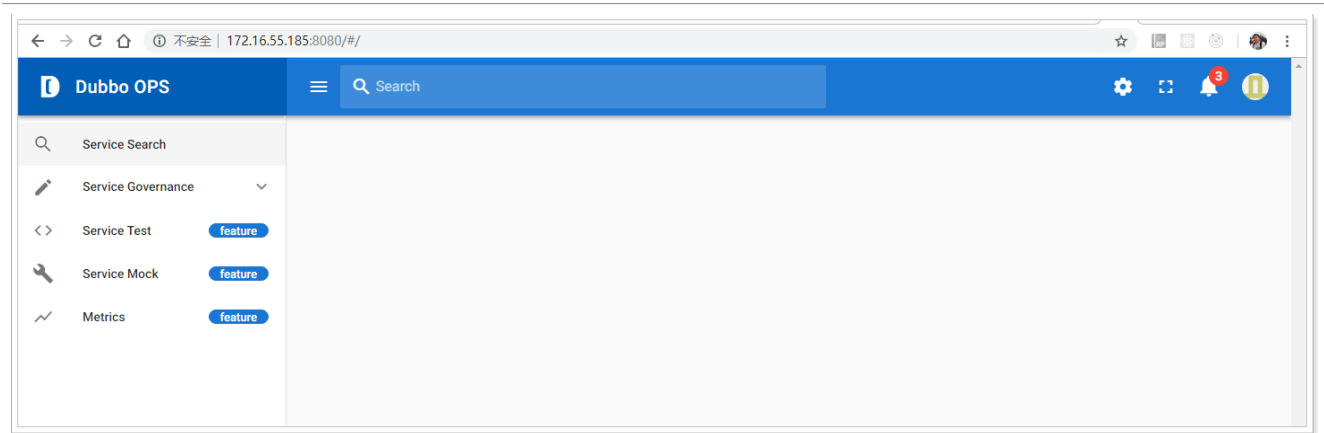 不安全 | 172.16.55.185:8080/#/
Dubbo OPS
Search
3
Service Search
Service Governance
Service Test feature
Service Mock feature
Metrics feature